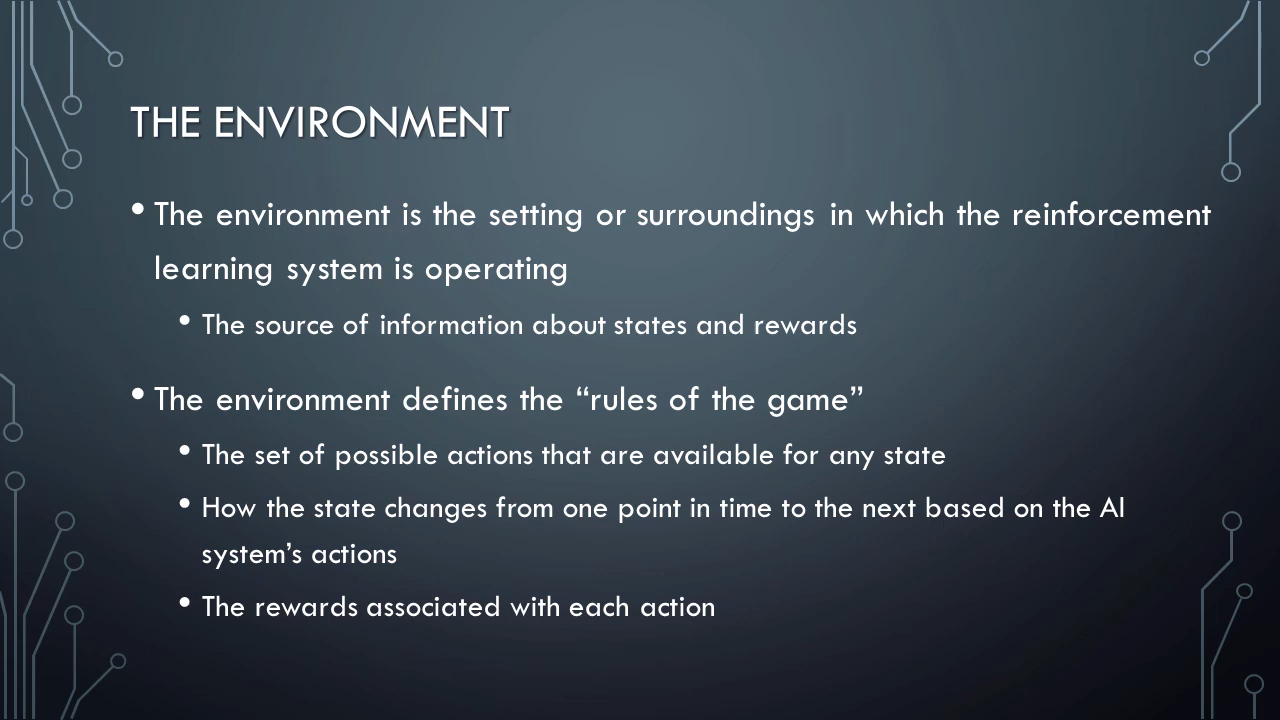 THE ENVIRONMENT
• The environment is the setting or surroundings in which the reinforcement
learning system is operating
• The source of information about states and rewards
• The environment defines the “rules of the game”
• The set of possible actions that are available for any state
• How the state changes from one point in time to the next based on the AI
system’s actions
• The rewards associated with each action